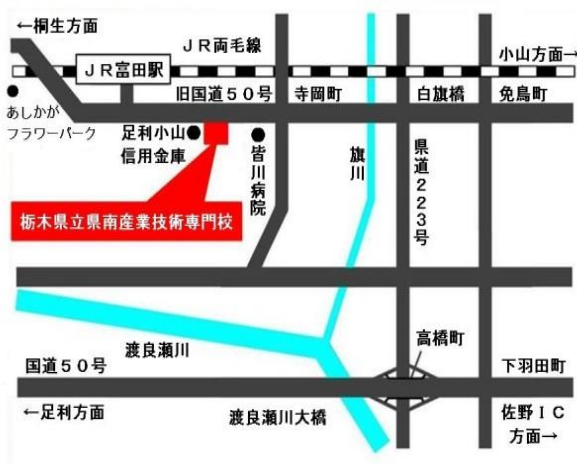 ←桐生方面
JR両毛線
小山方面→
JR富田駅
旧国道50号
寺岡町
白旗橋
免鳥町
あしかが
フラワーパーク
足利小山
信用金庫
皆川病院
旗川
県道223号
栃木県立県南産業技術専門校
高橋町
渡良瀬川
国道50号
下羽田町
←足利方面
渡良瀬川大橋
佐野IC
方面→